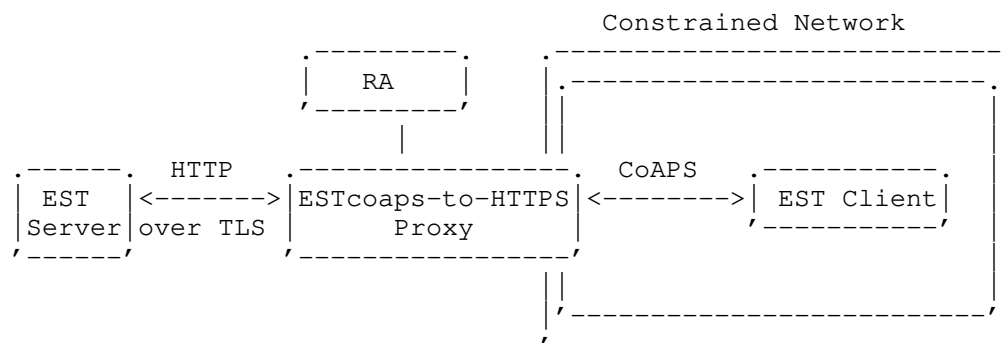 Constrained Network
RA
HTTP CoAPS
EST <-------> ESTcoaps-to-HTTPS <--------> EST Client
Server over TLS Proxy